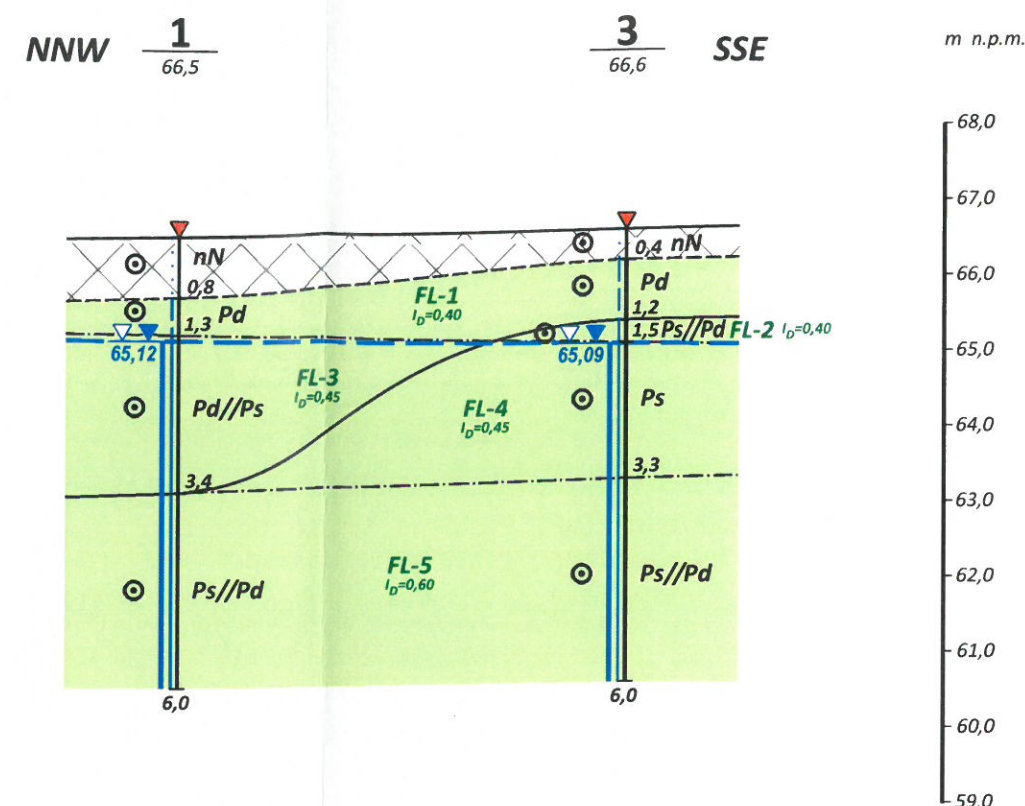 NNW 1 3 SSE m n.p.m.
66,5 66,6
68,0
67,0
nN 0,4 nN
66,0
0,8 Pd
FL-1
I_D=0,40
Pd 1,2
1,3 1,5 Ps//Pd FL-2 I_D=0,40
65,12 65,09 65,0
FL-3
I_D=0,45
Pd//Ps FL-4 Ps
I_D=0,45
64,0
3,4 3,3
63,0
FL-5
I_D=0,60
Ps//Pd Ps//Pd 62,0
61,0
6,0 6,0
60,0
59,0